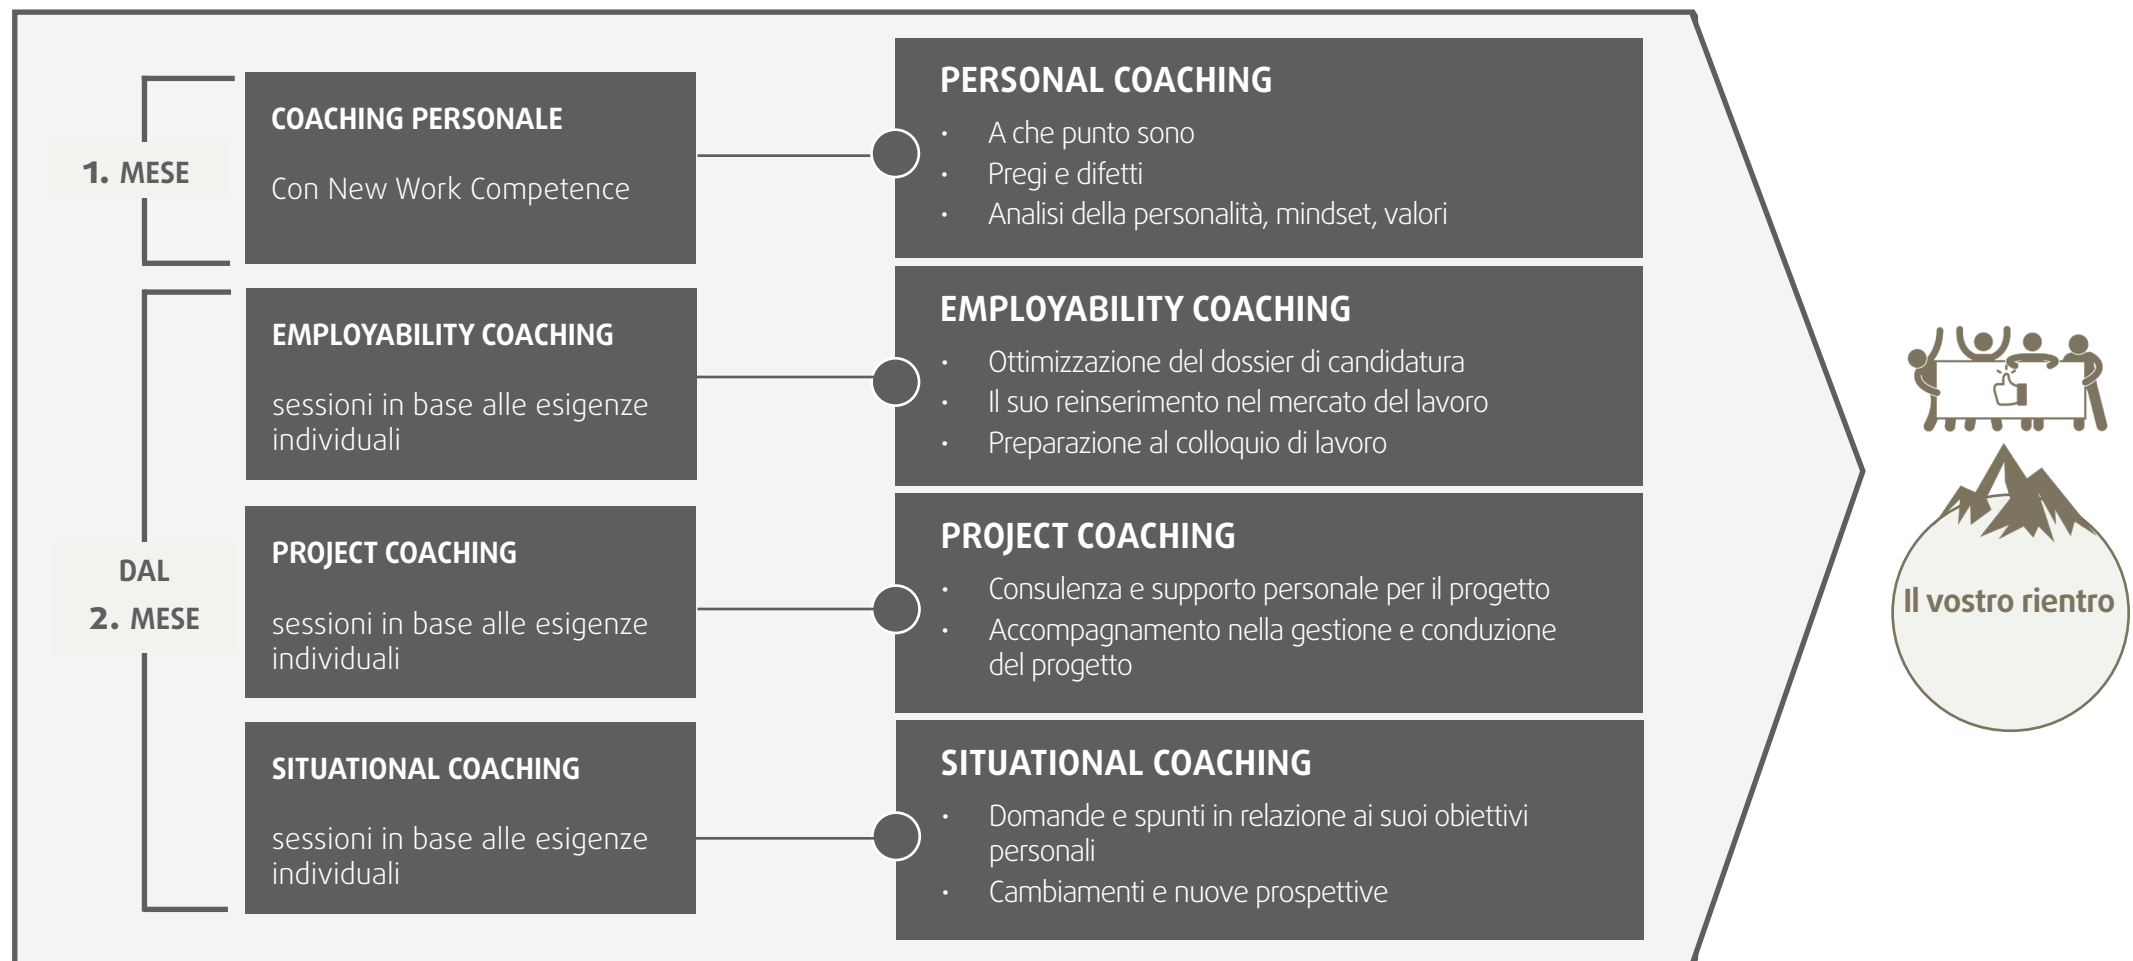 1. MESE
COACHING PERSONALE
Con New Work Competence
PERSONAL COACHING
• A che punto sono
• Pregi e difetti
• Analisi della personalità, mindset, valori
DAL
2. MESE
EMPLOYABILITY COACHING
sessioni in base alle esigenze
individuali
EMPLOYABILITY COACHING
• Ottimizzazione del dossier di candidatura
• Il suo reinserimento nel mercato del lavoro
• Preparazione al colloquio di lavoro
PROJECT COACHING
sessioni in base alle esigenze
individuali
PROJECT COACHING
• Consulenza e supporto personale per il progetto
• Accompagnamento nella gestione e conduzione
del progetto
SITUATIONAL COACHING
sessioni in base alle esigenze
individuali
SITUATIONAL COACHING
• Domande e spunti in relazione ai suoi obiettivi
personali
• Cambiamenti e nuove prospettive
Il vostro rientro